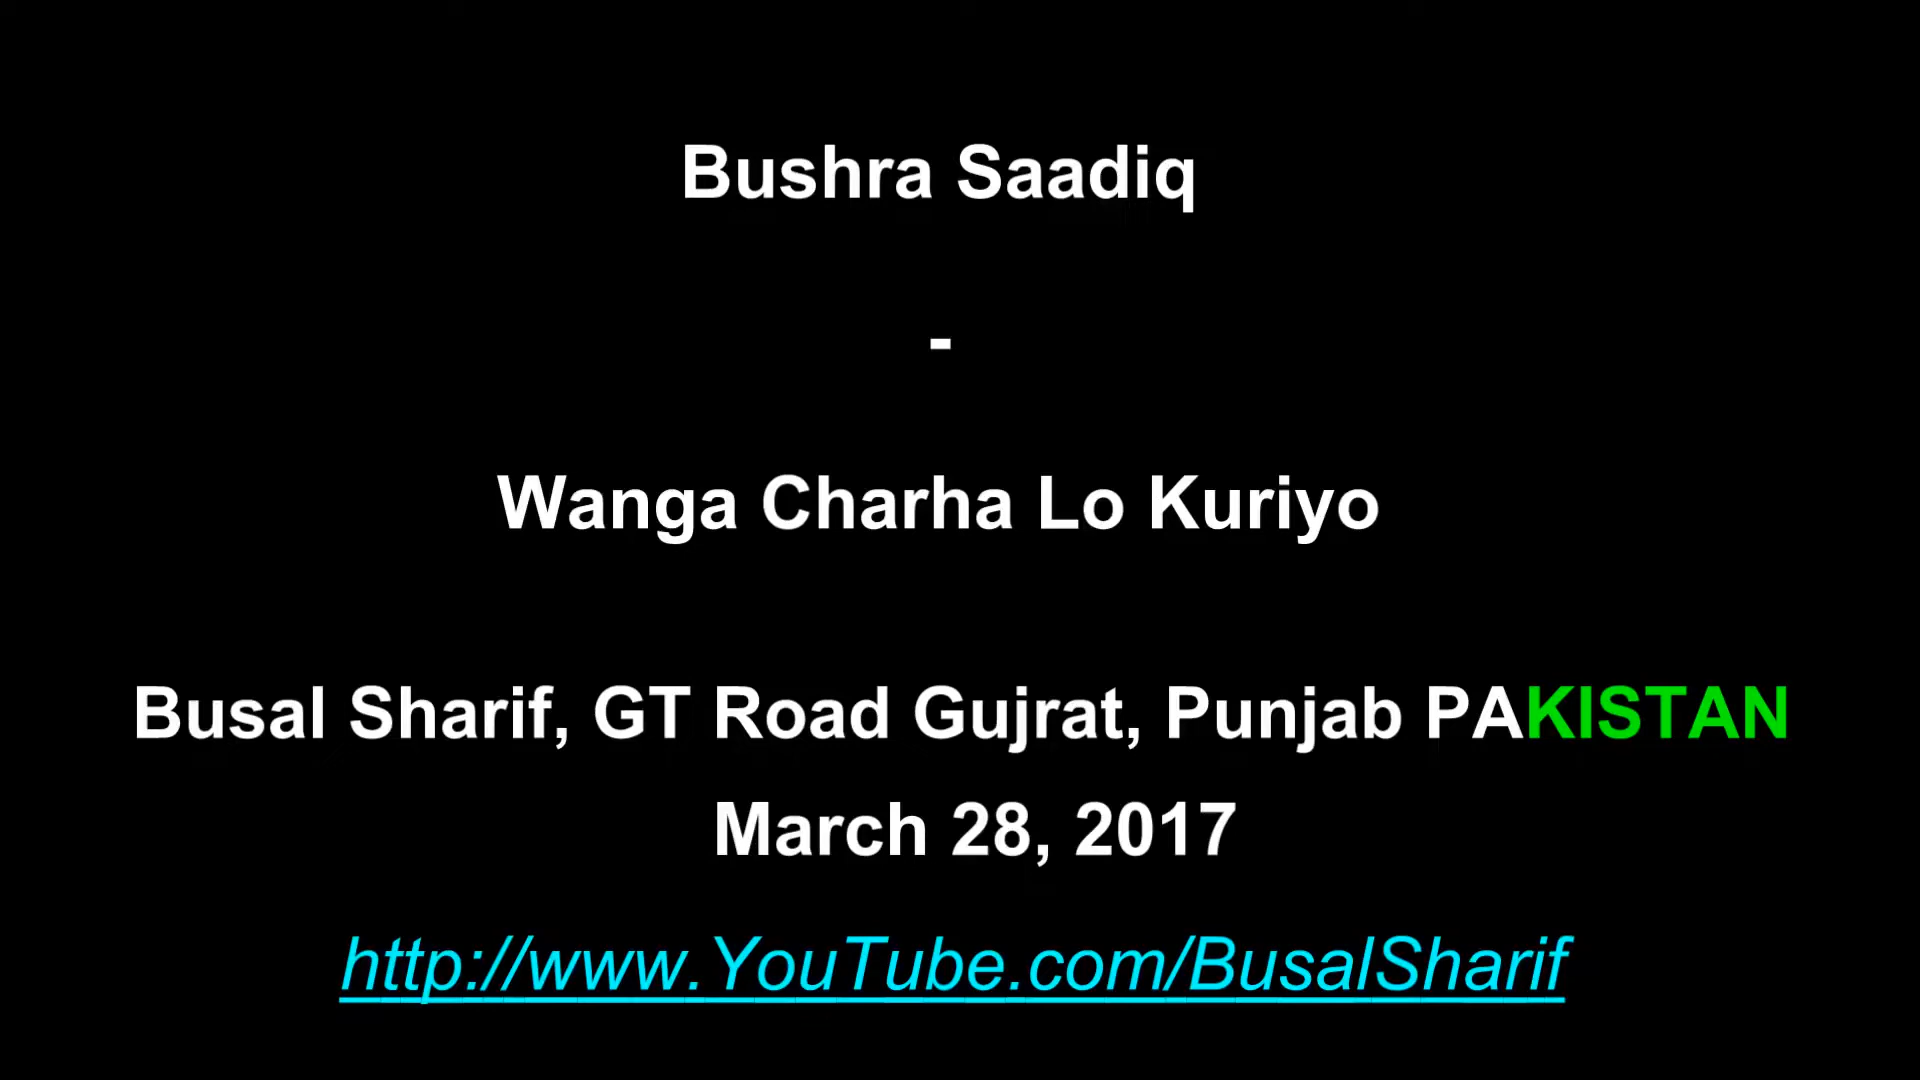 Bushra Saadiq
-
Wanga Charha Lo Kuriyo
Busal Sharif, GT Road Gujrat, Punjab PAKISTAN
March 28, 2017
http://www.YouTube.com/BusalSharif